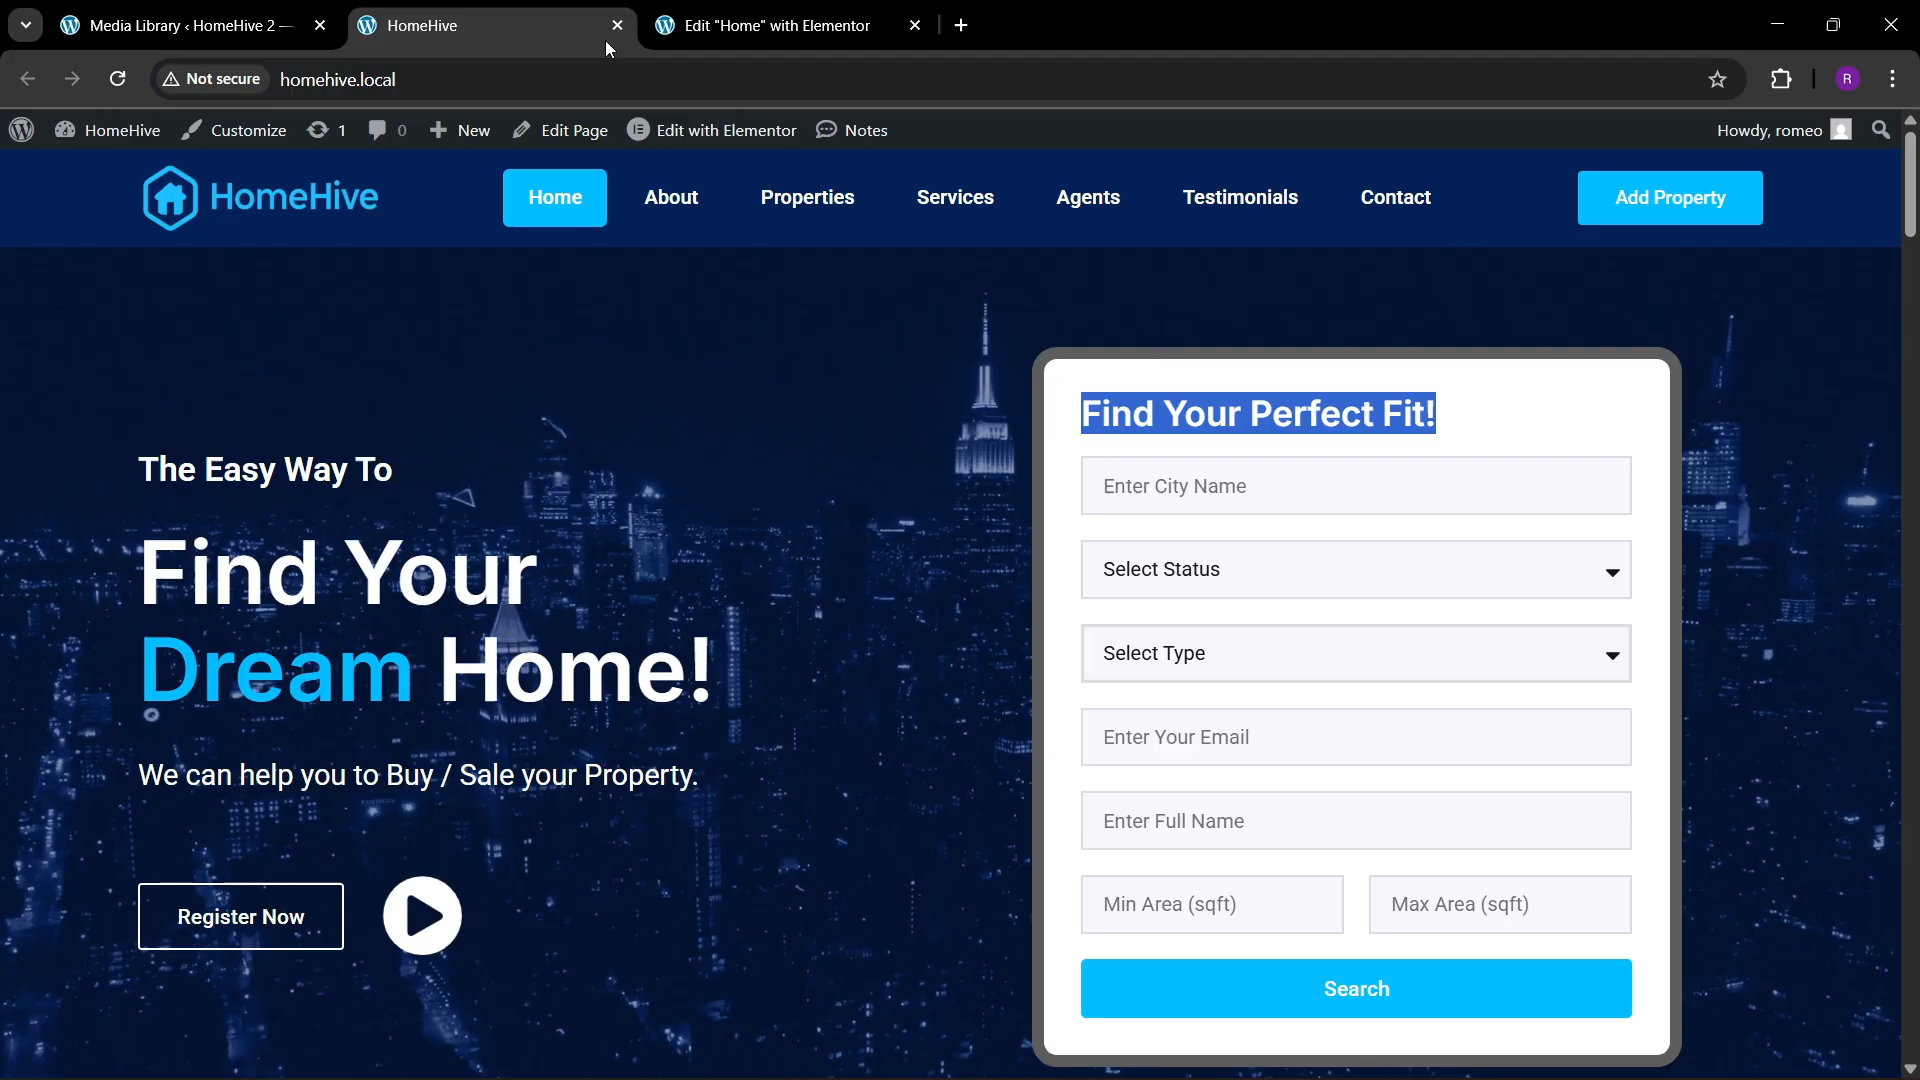 Media Library ‹ HomeHive 2 —
HomeHive
Edit "Home" with Elementor
Not secure
homehive.local
R
HomeHive
Customize
1
0
New
Edit Page
Edit with Elementor
Notes
Howdy, romeo
HomeHive
Home
About
Properties
Services
Agents
Testimonials
Contact
Add Property
The Easy Way To
Find Your
Dream Home!
We can help you to Buy / Sale your Property.
Register Now
Find Your Perfect Fit!
Enter City Name
Select Status
Select Type
Enter Your Email
Enter Full Name
Min Area (sqft)
Max Area (sqft)
Search